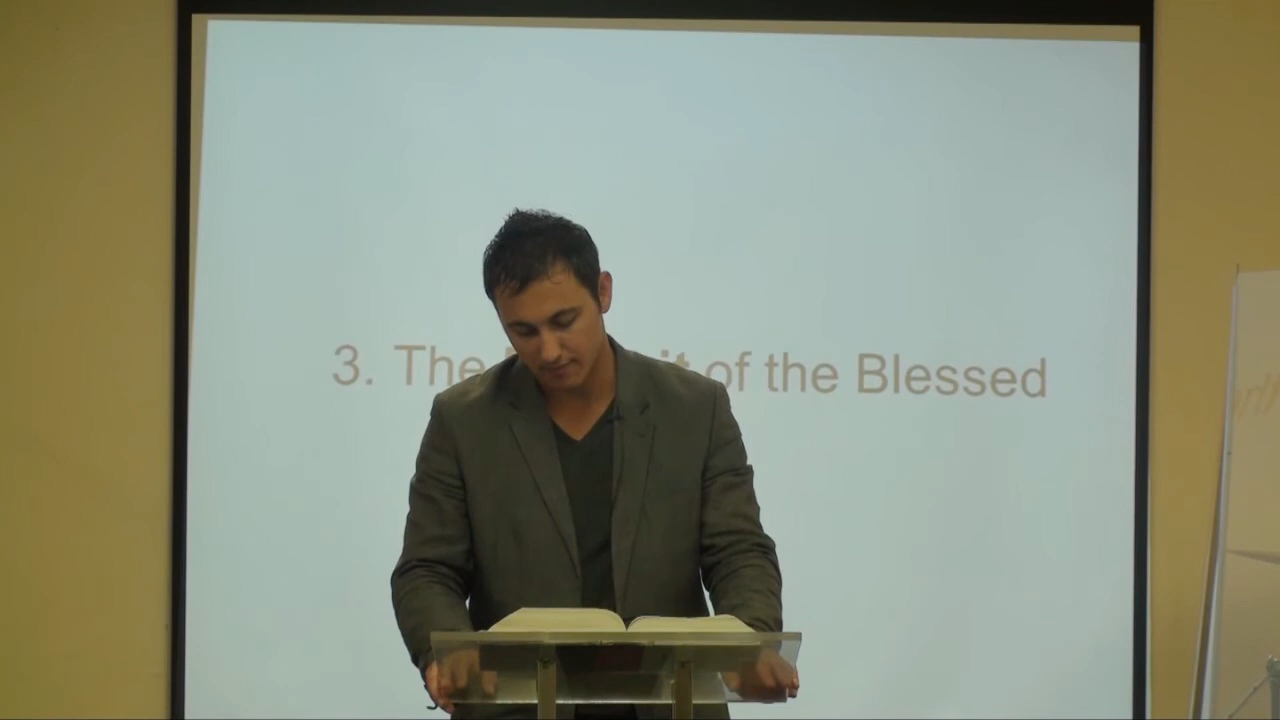 3. The of the Blessed